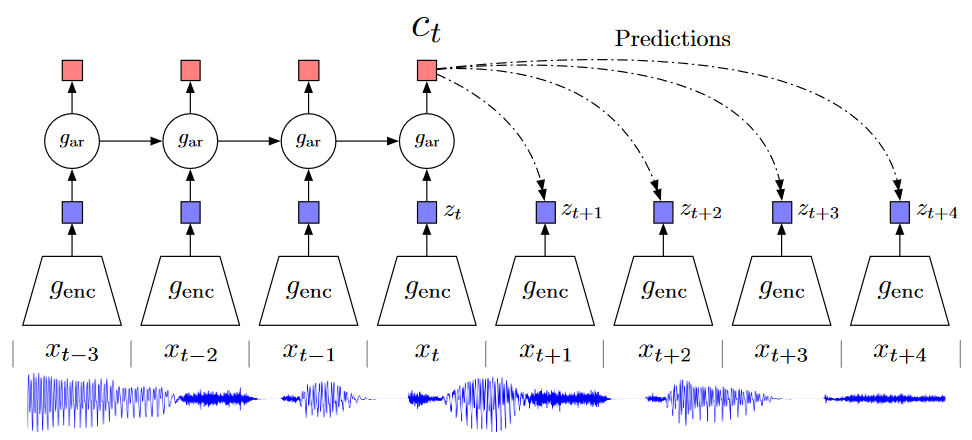 c_t
Predictions
g_ar g_ar g_ar g_ar
z_t z_{t+1} z_{t+2} z_{t+3} z_{t+4}
g_enc g_enc g_enc g_enc g_enc g_enc g_enc g_enc
x_{t−3} x_{t−2} x_{t−1} x_t x_{t+1} x_{t+2} x_{t+3} x_{t+4}